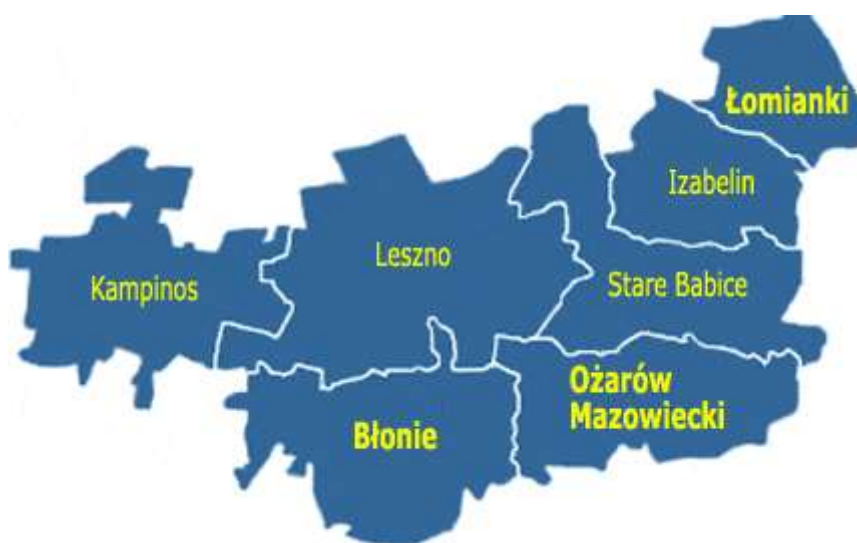 Łomianki
Izabelin
Leszno
Kampinos
Stare Babice
Ożarów
Mazowiecki
Błonie